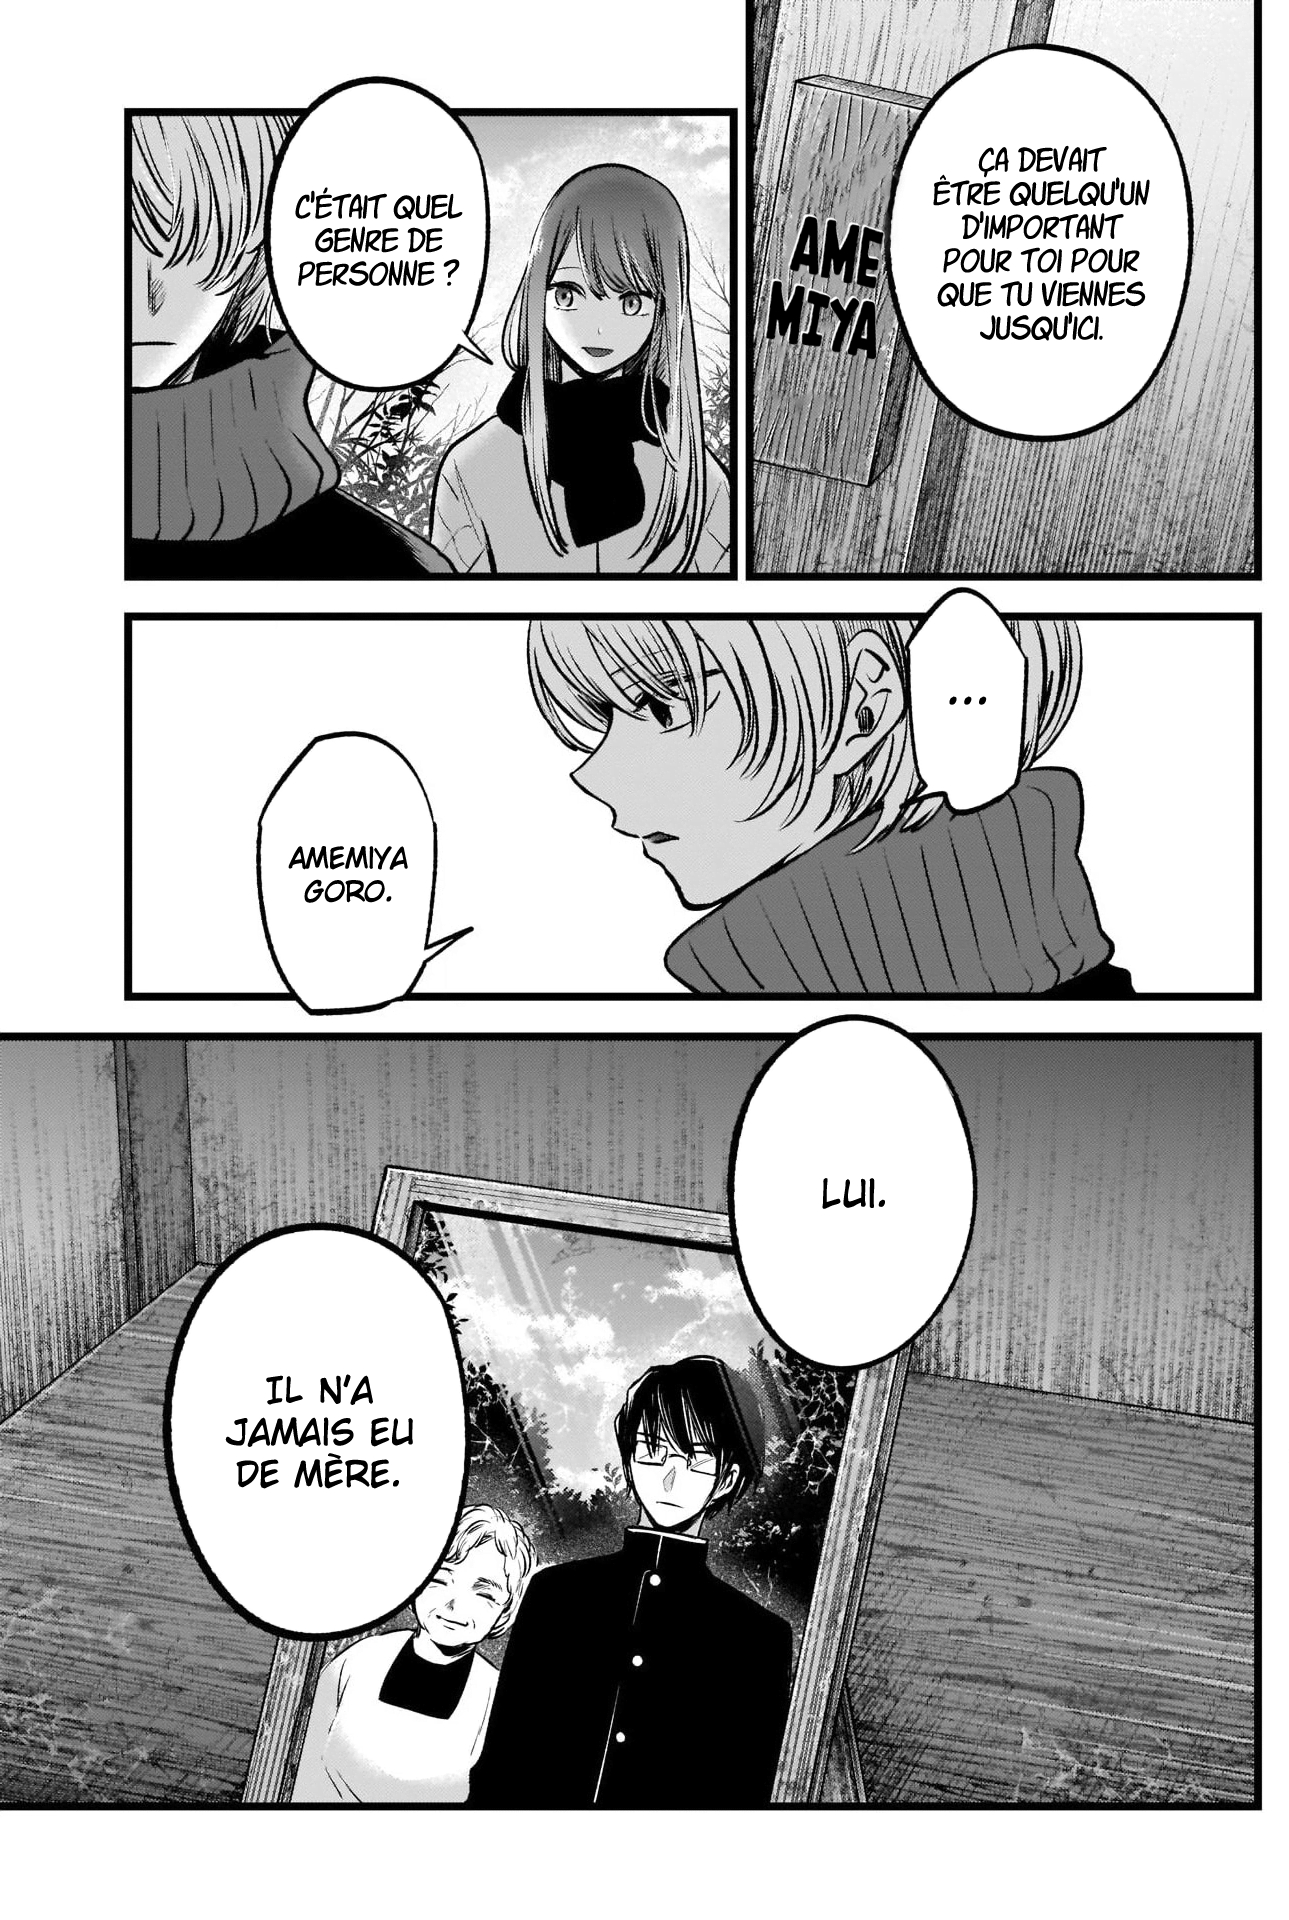 ÇA DEVAIT
ÊTRE QUELQU'UN
D'IMPORTANT
POUR TOI POUR
QUE TU VIENNES
JUSQU'ICI.
AME
MIYA
C'ÉTAIT QUEL
GENRE DE
PERSONNE ?
...
AMEMIYA
GORO.
LUI.
IL N'A
JAMAIS EU
DE MÈRE.